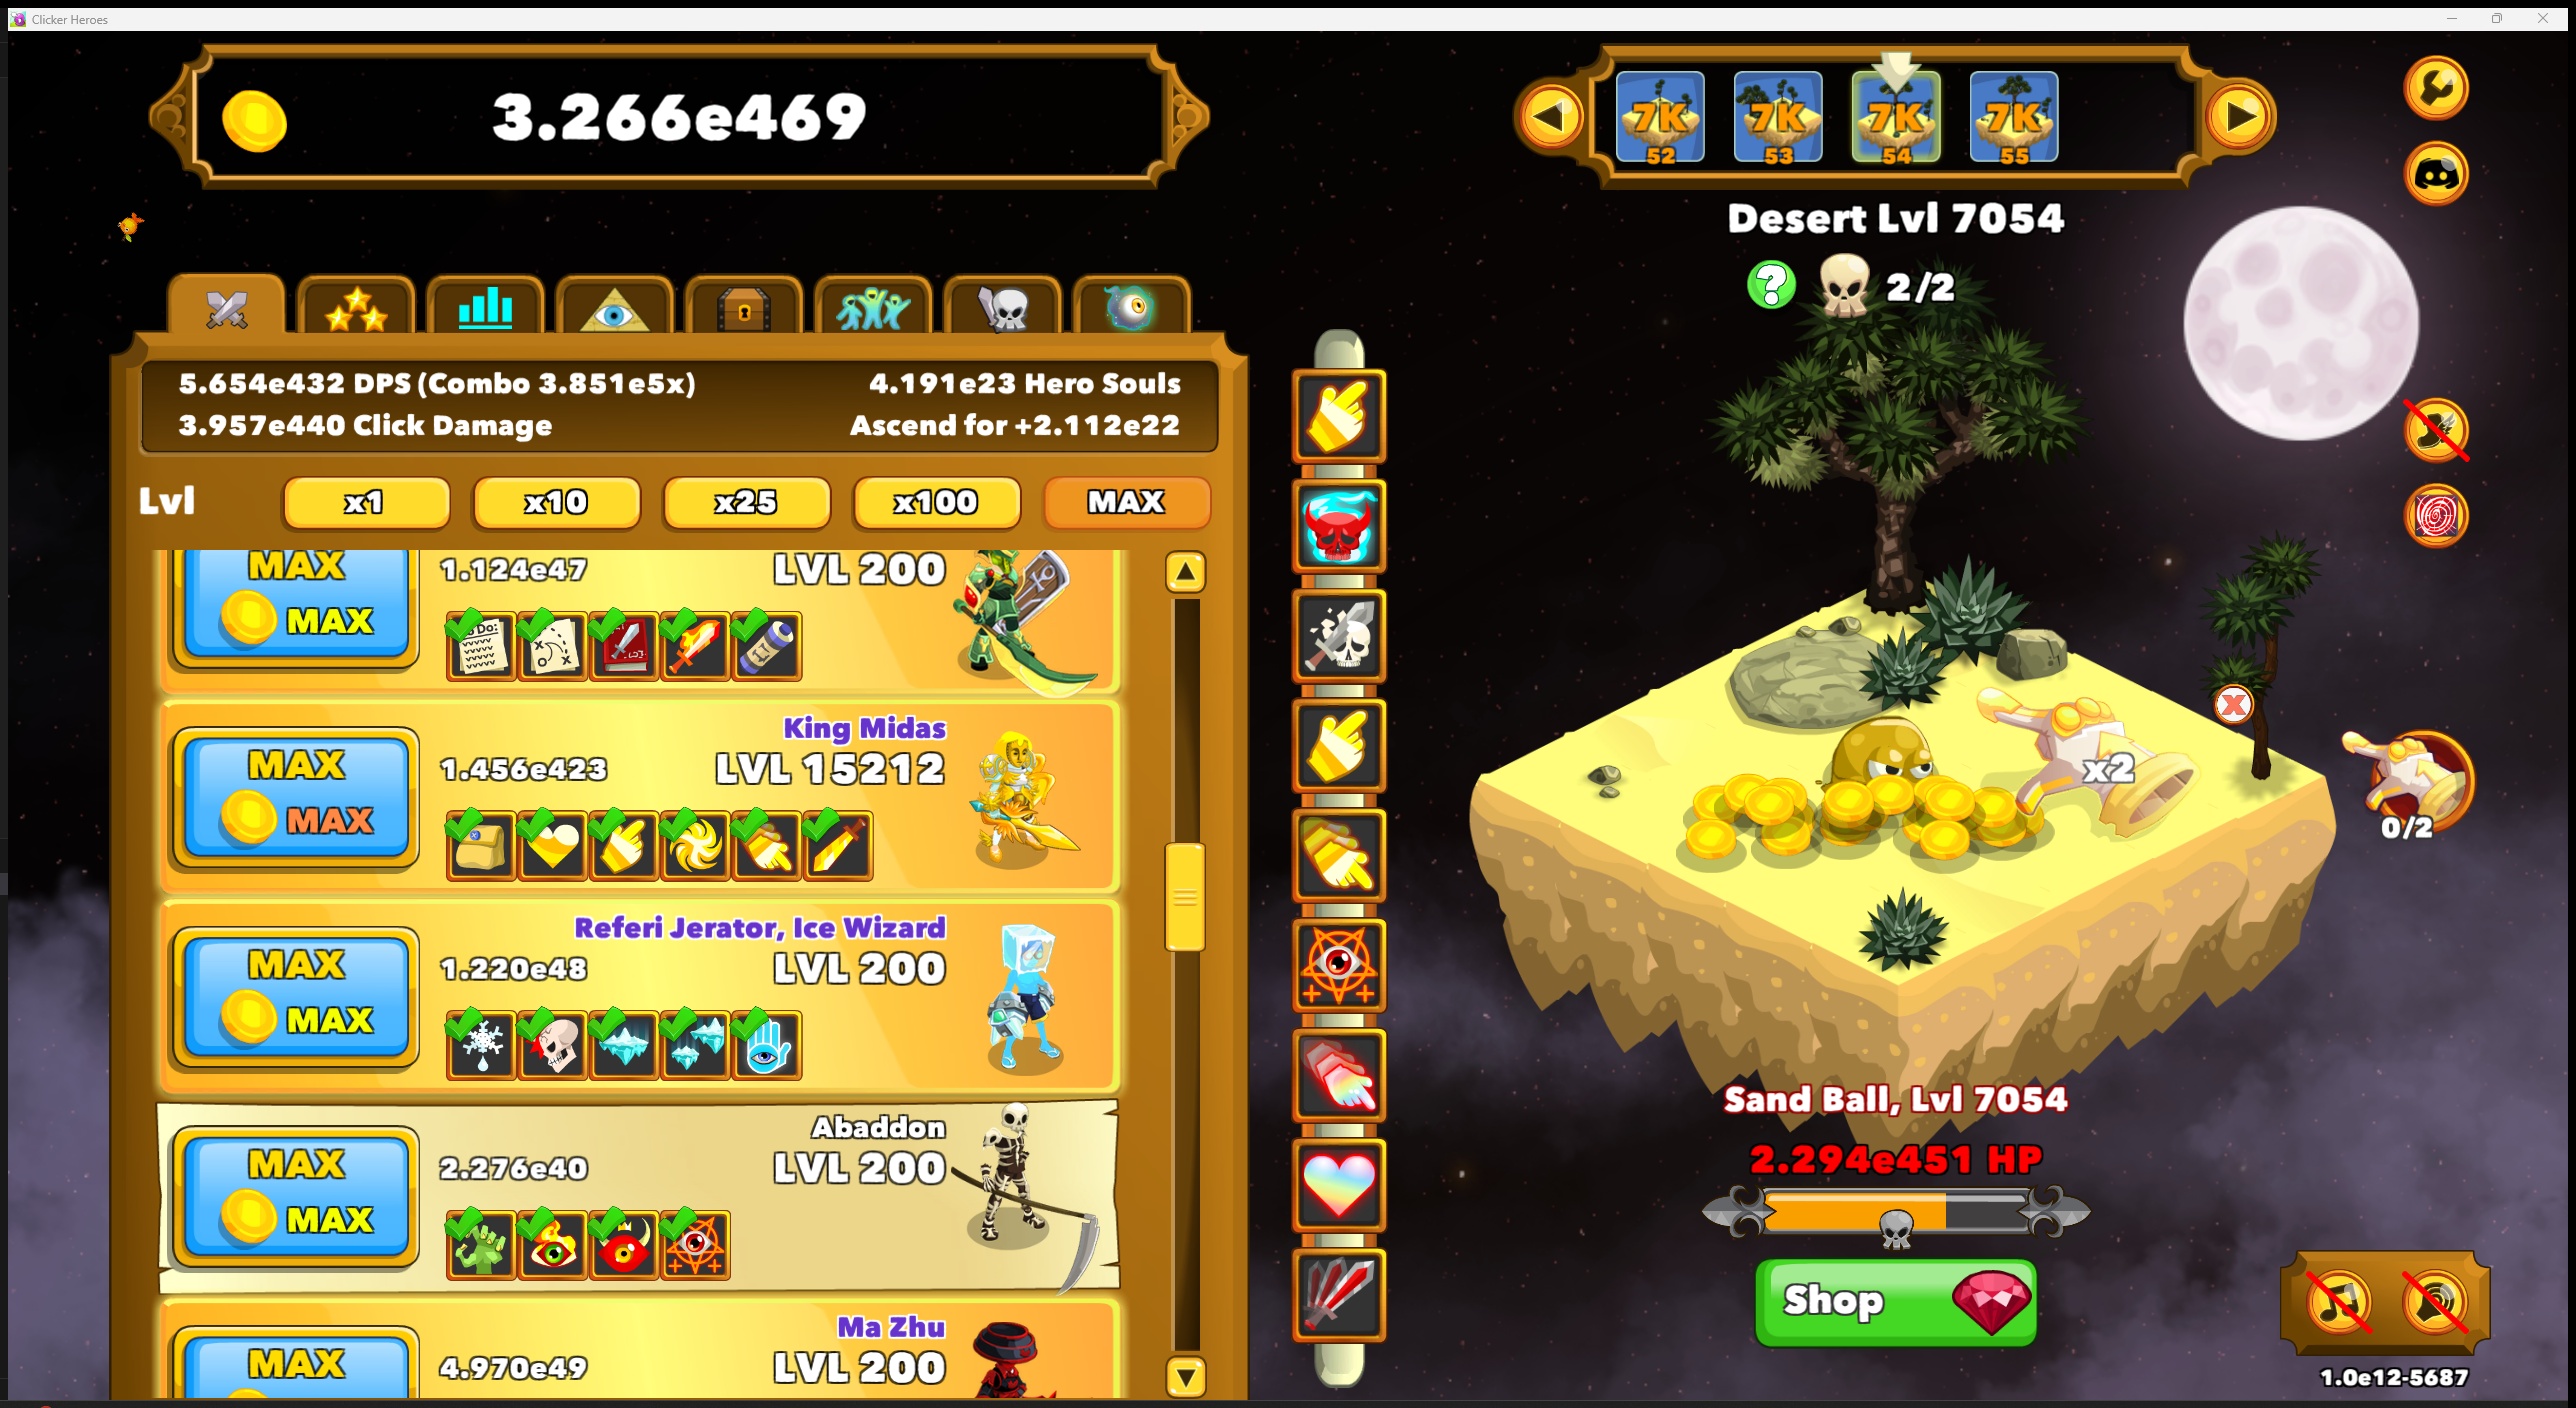 Clicker Heroes
3.266e469
7K
52
7K
53
7K
54
7K
55
Desert Lvl 7054
?
2/2
5.654e432 DPS (Combo 3.851e5x)
4.191e23 Hero Souls
3.957e440 Click Damage
Ascend for +2.112e22
Lvl
x1
x10
x25
x100
MAX
MAX
MAX
1.124e47
LVL 200
MAX
MAX
King Midas
1.456e423
LVL 15212
MAX
MAX
Referi Jerator, Ice Wizard
1.220e48
LVL 200
MAX
MAX
Abaddon
2.276e40
LVL 200
MAX
Ma Zhu
4.970e49
LVL 200
x2
0/2
Sand Ball, Lvl 7054
2.294e451 HP
Shop
1.0e12-5687